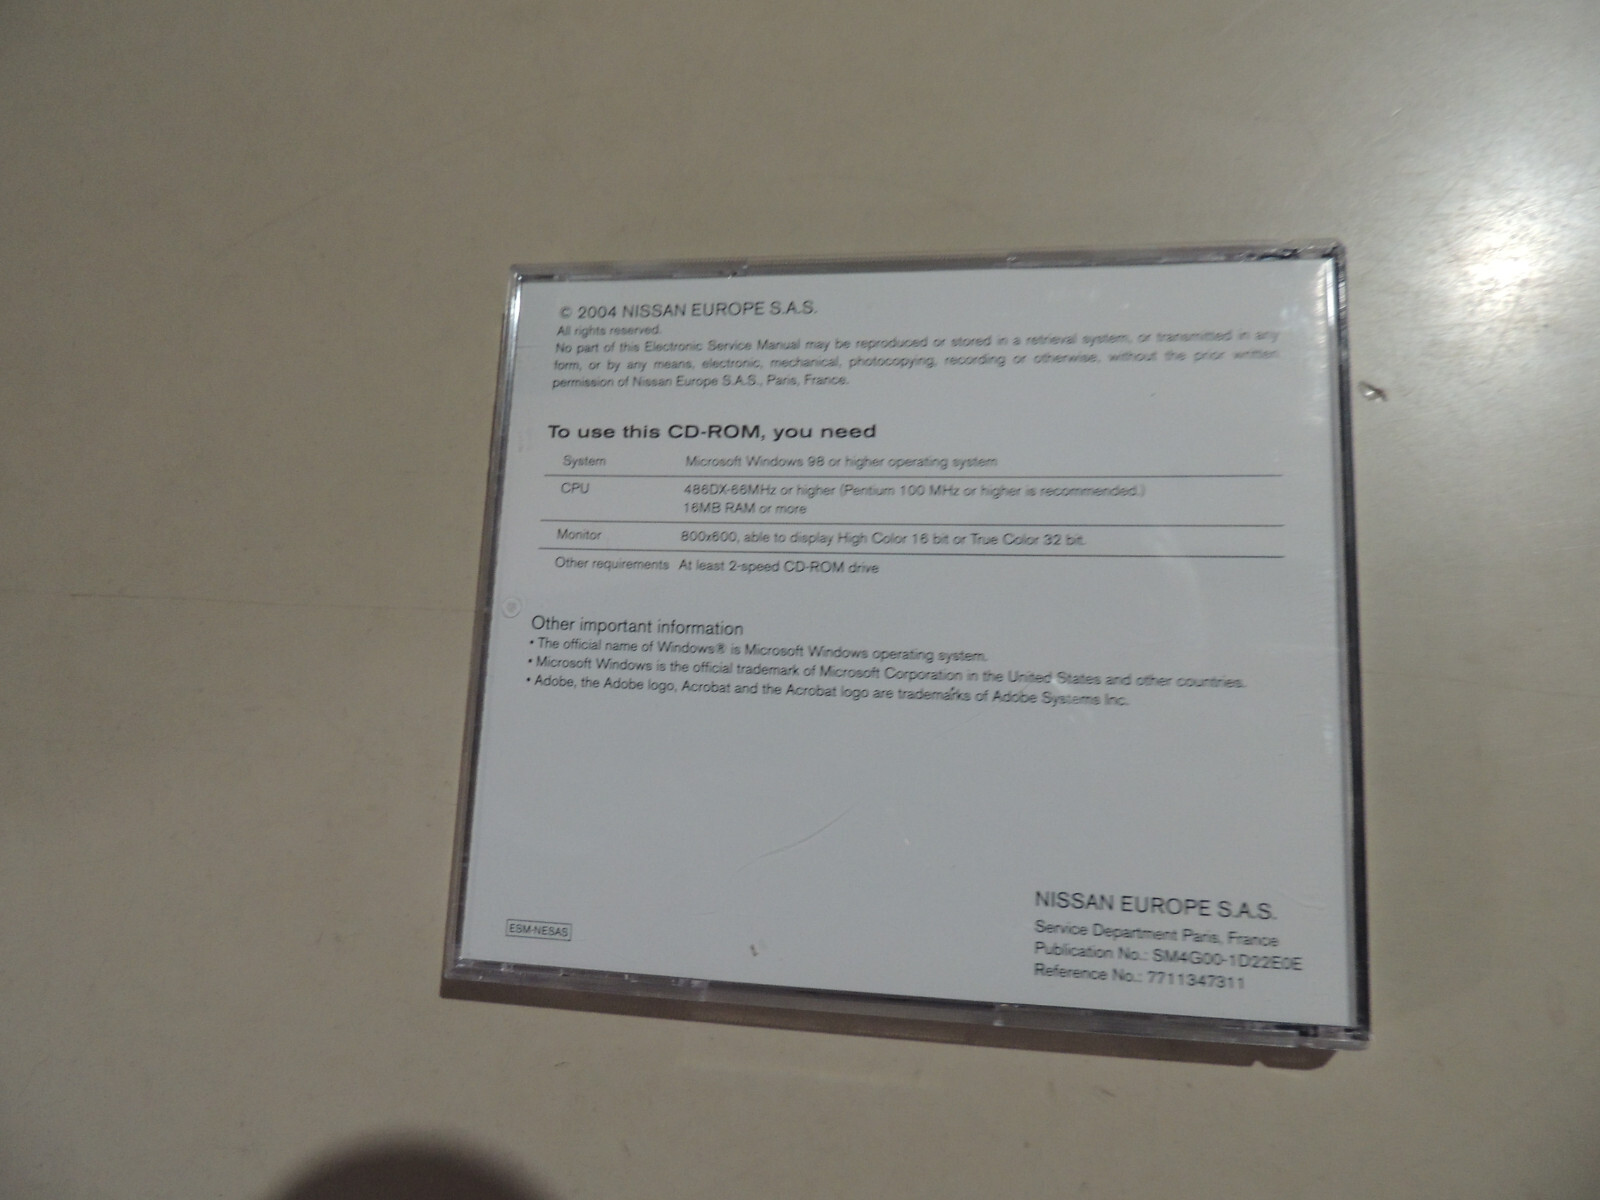 © 2004 NISSAN EUROPE S.A.S.
All rights reserved.
No part of this Electronic Service Manual may be reproduced or stored in a retrieval system, or transmitted in any
form, or by any means, electronic, mechanical, photocopying, recording or otherwise, without the prior written
permission of Nissan Europe S.A.S., Paris, France.
To use this CD-ROM, you need
System Microsoft Windows 98 or higher operating system
CPU 486DX-66MHz or higher (Pentium 100 MHz or higher is recommended.)
16MB RAM or more
Monitor 800x600, able to display High Color 16 bit or True Color 32 bit.
Other requirements At least 2-speed CD-ROM drive
Other important information
• The official name of Windows® is Microsoft Windows operating system.
• Microsoft Windows is the official trademark of Microsoft Corporation in the United States and other countries.
• Adobe, the Adobe logo, Acrobat and the Acrobat logo are trademarks of Adobe Systems Inc.
ESM-NESAS
NISSAN EUROPE S.A.S.
Service Department Paris, France
Publication No.: SM4G00-1D22E0E
Reference No.: 7711347311